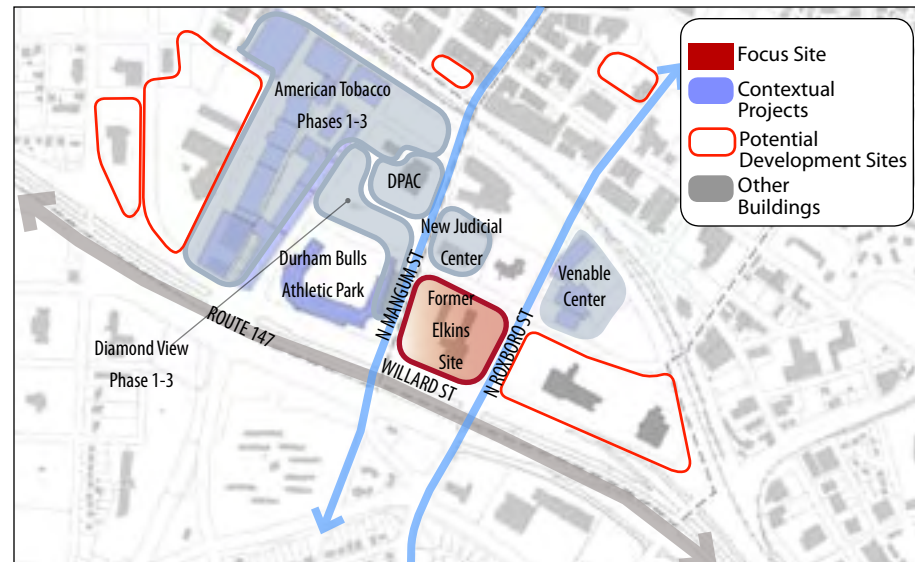 American Tobacco
Phases 1-3
DPAC
New Judicial
Center
Durham Bulls
Athletic Park
Venable
Center
Former
Elkins
Site
N MANGUM ST
N ROXBORO ST
WILLARD ST
ROUTE 147
Diamond View
Phase 1-3
Focus Site
Contextual
Projects
Potential
Development Sites
Other
Buildings